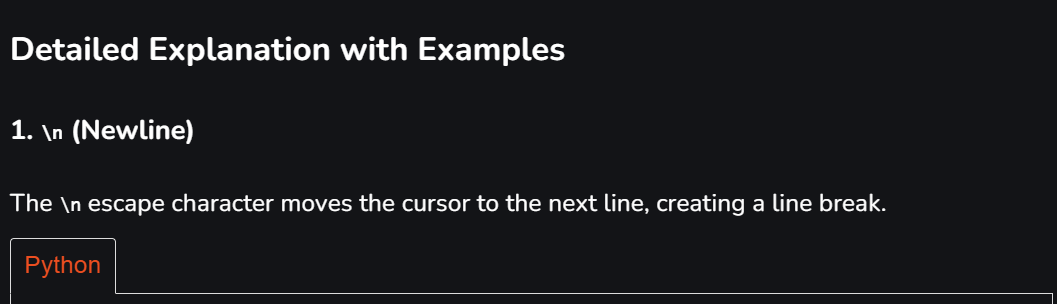 Detailed Explanation with Examples
1. \n (Newline)
The \n escape character moves the cursor to the next line, creating a line break.
Python